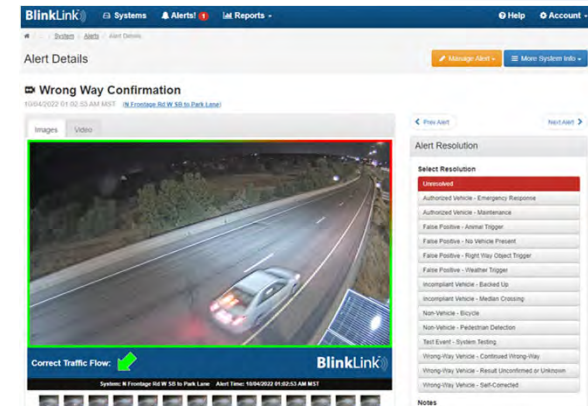 BlinkLink
Systems
Alerts! 1
Reports
Help
Account
System / Alerts / Alert Details
Alert Details
Manage Alert
More System Info
Wrong Way Confirmation
10/04/2022 01:02:53 AM MST (N Frontage Rd W SB to Park Lane)
Prev Alert
Next Alert
Images
Video
Alert Resolution
Select Resolution
Unresolved
Authorized Vehicle - Emergency Response
Authorized Vehicle - Maintenance
False Positive - Animal Trigger
False Positive - No Vehicle Present
False Positive - Right Way Object Trigger
False Positive - Weather Trigger
Incompliant Vehicle - Backed Up
Incompliant Vehicle - Median Crossing
Non-Vehicle - Bicycle
Non-Vehicle - Pedestrian Detection
Test Event - System Testing
Wrong-Way Vehicle - Continued Wrong-Way
Wrong-Way Vehicle - Result Unconfirmed or Unknown
Wrong-Way Vehicle - Self-Corrected
Notes
Correct Traffic Flow:
BlinkLink
System: N Frontage Rd W SB to Park Lane Alert Time: 10/04/2022 01:02:53 AM MST